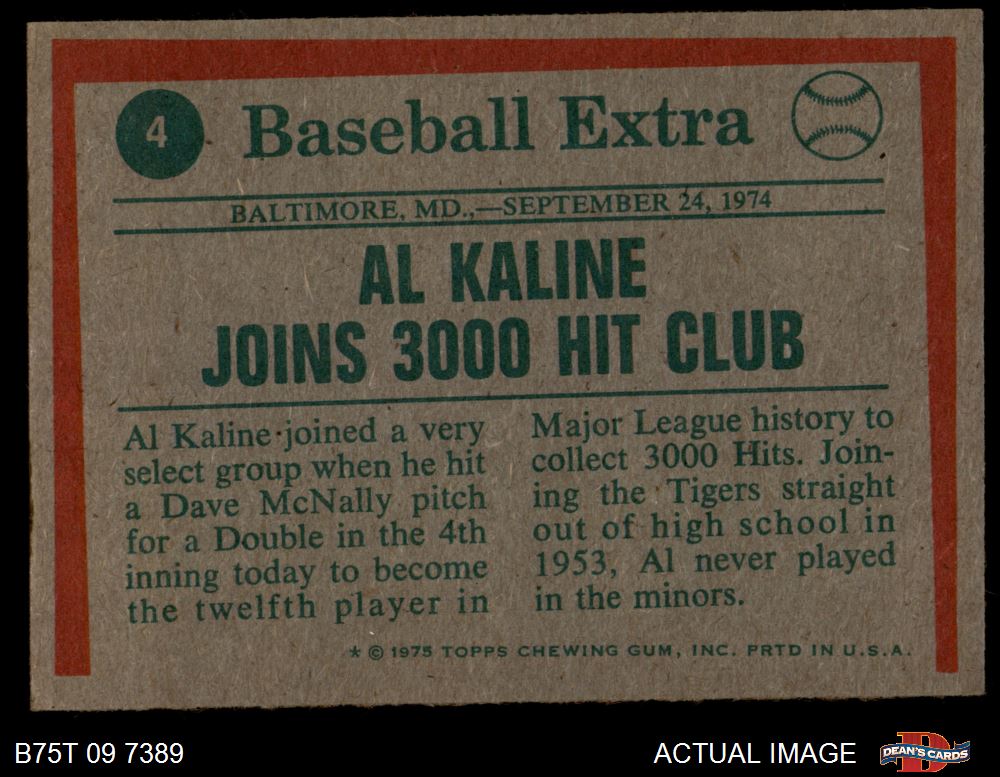 4
Baseball Extra
BALTIMORE, MD.,—SEPTEMBER 24, 1974
AL KALINE
JOINS 3000 HIT CLUB
Al Kaline joined a very
select group when he hit
a Dave McNally pitch
for a Double in the 4th
inning today to become
the twelfth player in
Major League history to
collect 3000 Hits. Join-
ing the Tigers straight
out of high school in
1953, Al never played
in the minors.
* © 1975 TOPPS CHEWING GUM, INC. PRTD IN U.S.A.
B75T 09 7389
ACTUAL IMAGE
D
DEAN'S CARDS